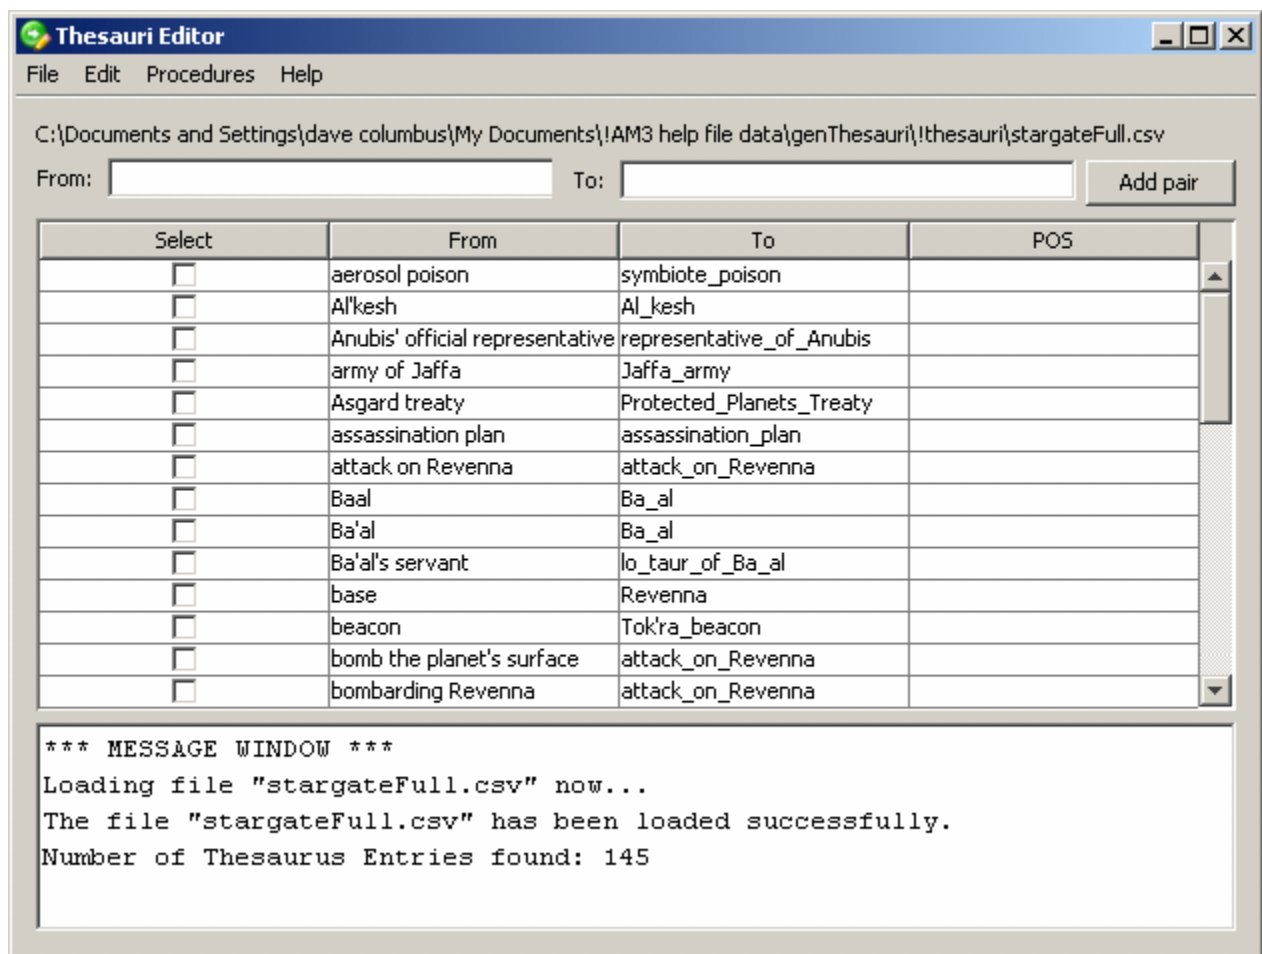 Thesauri Editor
File Edit Procedures Help
C:\Documents and Settings\dave columbus\My Documents\!AM3 help file data\genThesauri\!thesauri\stargateFull.csv
From: To: Add pair
Select From To POS
aerosol poison symbiote_poison
Al'kesh Al_kesh
Anubis' official representative representative_of_Anubis
army of Jaffa Jaffa_army
Asgard treaty Protected_Planets_Treaty
assassination plan assassination_plan
attack on Revenna attack_on_Revenna
Baal Ba_al
Ba'al Ba_al
Ba'al's servant lo_taur_of_Ba_al
base Revenna
beacon Tok'ra_beacon
bomb the planet's surface attack_on_Revenna
bombarding Revenna attack_on_Revenna
*** MESSAGE WINDOW ***
Loading file "stargateFull.csv" now...
The file "stargateFull.csv" has been loaded successfully.
Number of Thesaurus Entries found: 145